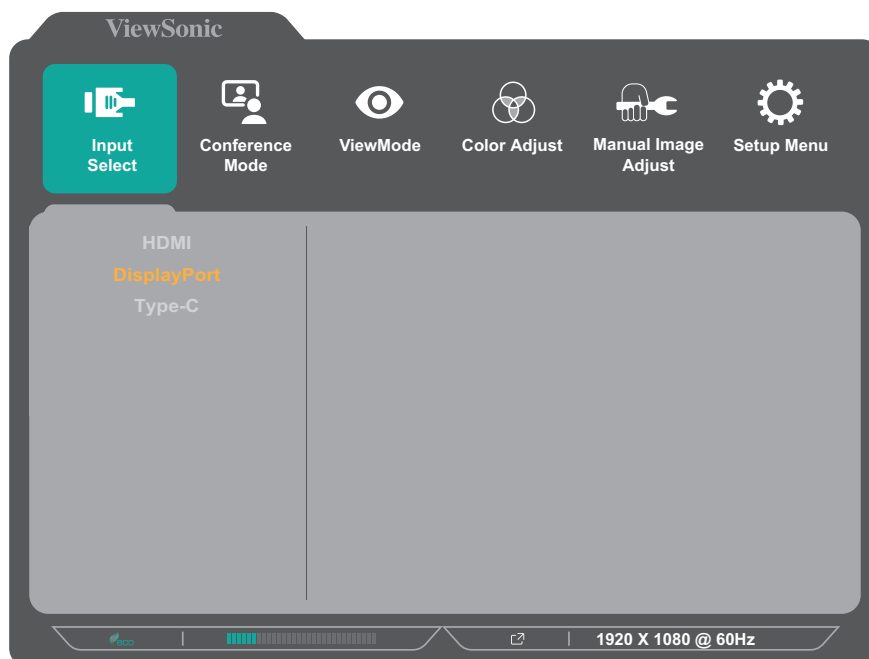 ViewSonic
Input
Select
Conference
Mode
ViewMode
Color Adjust
Manual Image
Adjust
Setup Menu
HDMI
DisplayPort
Type-C
eco
1920 X 1080 @ 60Hz